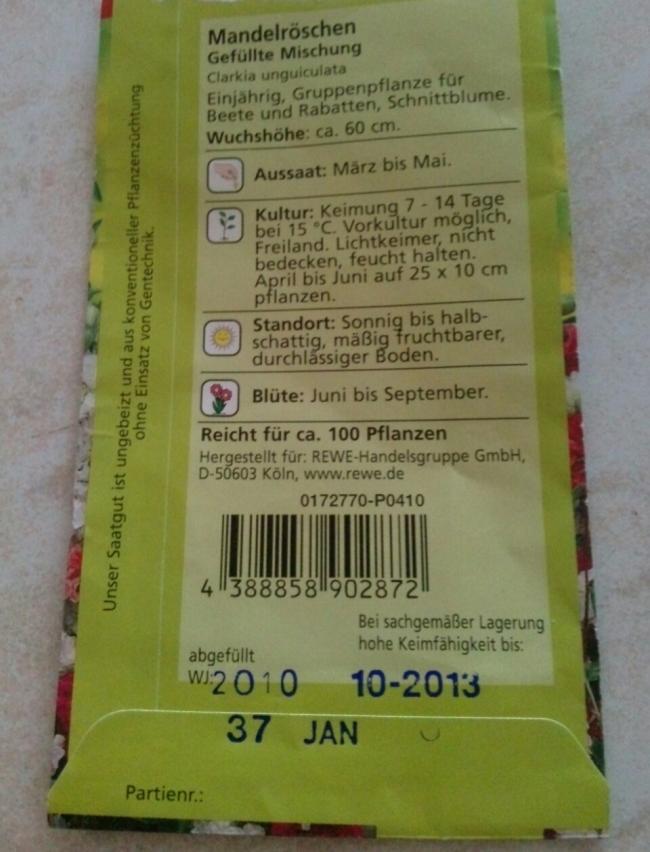 Mandelröschen
Gefüllte Mischung
Clarkia unguiculata
Einjährig, Gruppenpflanze für
Beete und Rabatten, Schnittblume.
Wuchshöhe: ca. 60 cm.
Aussaat: März bis Mai.
Kultur: Keimung 7 - 14 Tage
bei 15 °C. Vorkultur möglich,
Freiland. Lichtkeimer, nicht
bedecken, feucht halten.
April bis Juni auf 25 x 10 cm
pflanzen.
Standort: Sonnig bis halb-
schattig, mäßig fruchtbarer,
durchlässiger Boden.
Blüte: Juni bis September.
Reicht für ca. 100 Pflanzen
Hergestellt für: REWE-Handelsgruppe GmbH,
D-50603 Köln, www.rewe.de
0172770-P0410
4 388858 902872
Bei sachgemäßer Lagerung
hohe Keimfähigkeit bis:
abgefüllt
WJ: 2010 10-2013
37 JAN
Partienr.:
Unser Saatgut ist ungebeizt und aus konventioneller Pflanzenzüchtung
ohne Einsatz von Gentechnik.